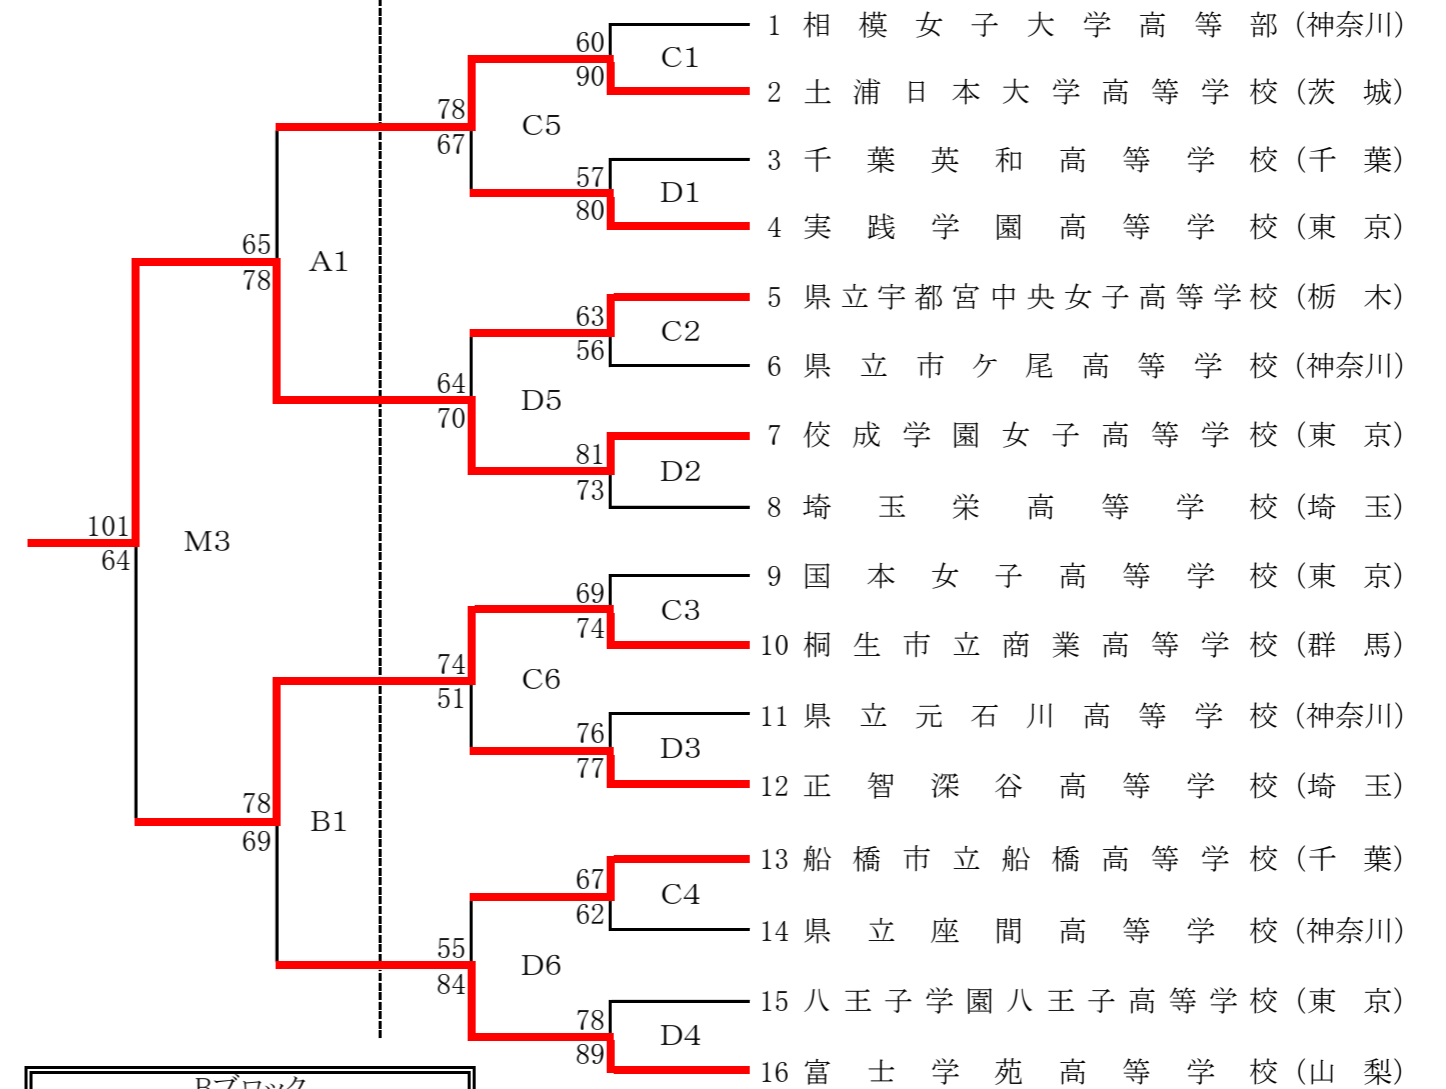 1 相模女子大学高等部(神奈川)
60
C1
90
2 土浦日本大学高等学校(茨城)
78
C5
67
3 千葉英和高等学校(千葉)
57
D1
80
4 実践学園高等学校(東京)
65
A1
78
5 県立宇都宮中央女子高等学校(栃木)
63
C2
56
6 県立市ケ尾高等学校(神奈川)
64
D5
70
7 佼成学園女子高等学校(東京)
81
D2
73
8 埼玉栄高等学校(埼玉)
101
M3
64
9 国本女子高等学校(東京)
69
C3
74
10 桐生市立商業高等学校(群馬)
74
C6
51
11 県立元石川高等学校(神奈川)
76
D3
77
12 正智深谷高等学校(埼玉)
78
B1
69
13 船橋市立船橋高等学校(千葉)
67
C4
62
14 県立座間高等学校(神奈川)
55
D6
84
15 八王子学園八王子高等学校(東京)
78
D4
89
16 富士学苑高等学校(山梨)
Bブロック